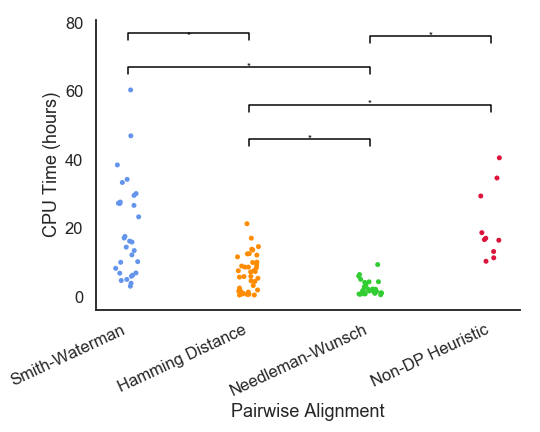 80
60
40
20
0
CPU Time (hours)
*
*
*
*
*
Smith-Waterman
Hamming Distance
Needleman-Wunsch
Non-DP Heuristic
Pairwise Alignment